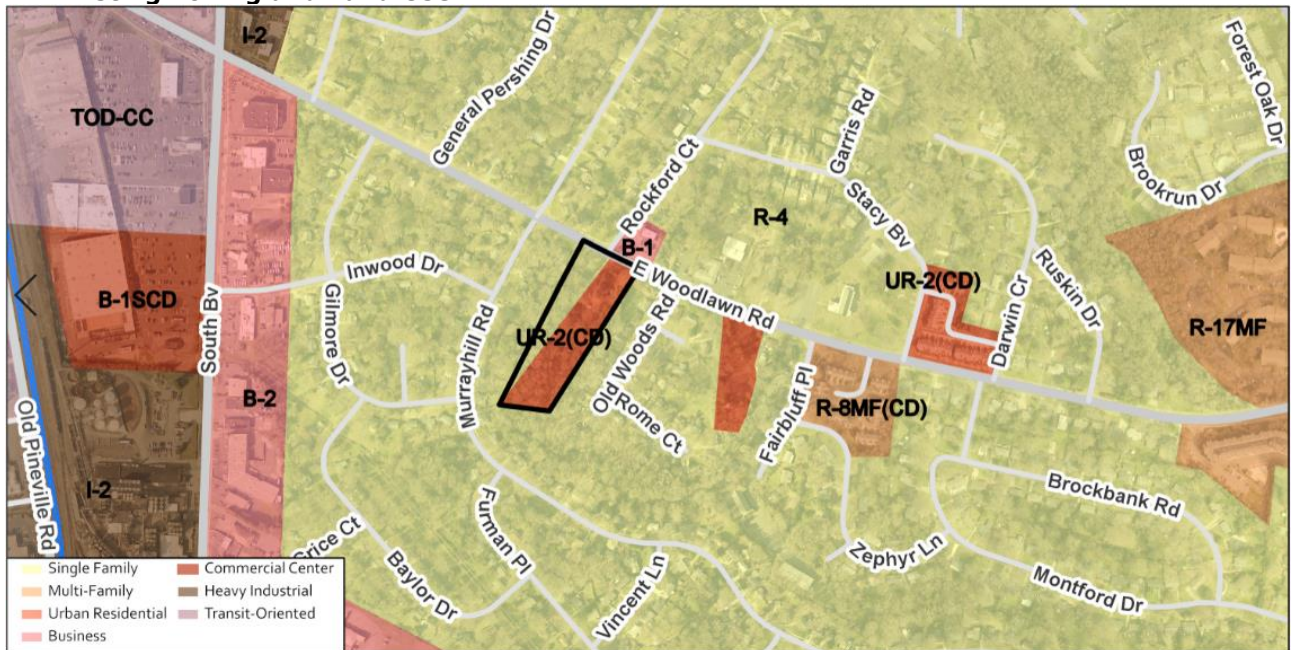 I-2
General Pershing Dr
Forest Oak Dr
TOD-CC
Garris Rd
Brookrun Dr
Rockford Ct
Stacy Bv
R-4
B-1
Inwood Dr
E Woodlawn Rd
Ruskin Dr
UR-2(CD)
B-1SCD
South Bv
Gilmore Dr
Murrayhill Rd
UR-2(CD)
Old Woods Rd
Darwin Cr
R-17MF
B-2
Rome Ct
Fairbluff Pl
R-8MF(CD)
Old Pineville Rd
I-2
Furman Pl
Brockbank Rd
Grice Ct
Baylor Dr
Vincent Ln
Zephyr Ln
Montford Dr
Single Family
Multi-Family
Urban Residential
Business
Commercial Center
Heavy Industrial
Transit-Oriented